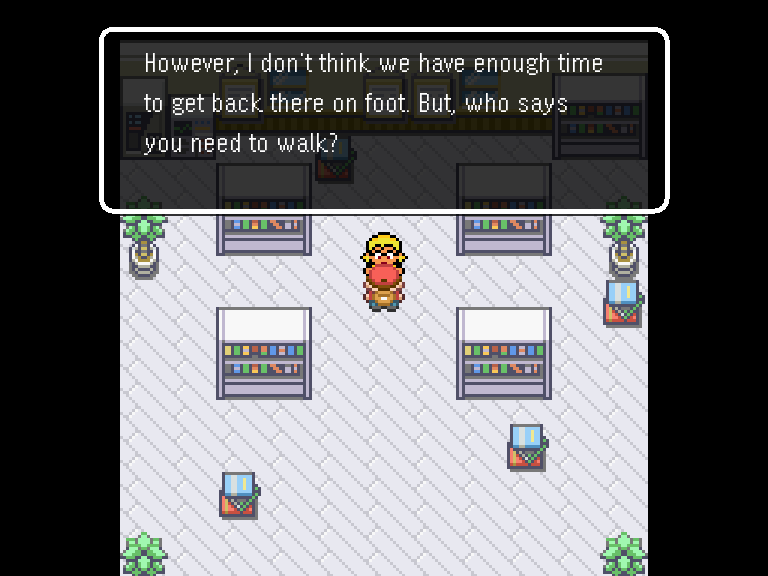 However, I don't think we have enough time
to get back there on foot. But, who says
you need to walk?